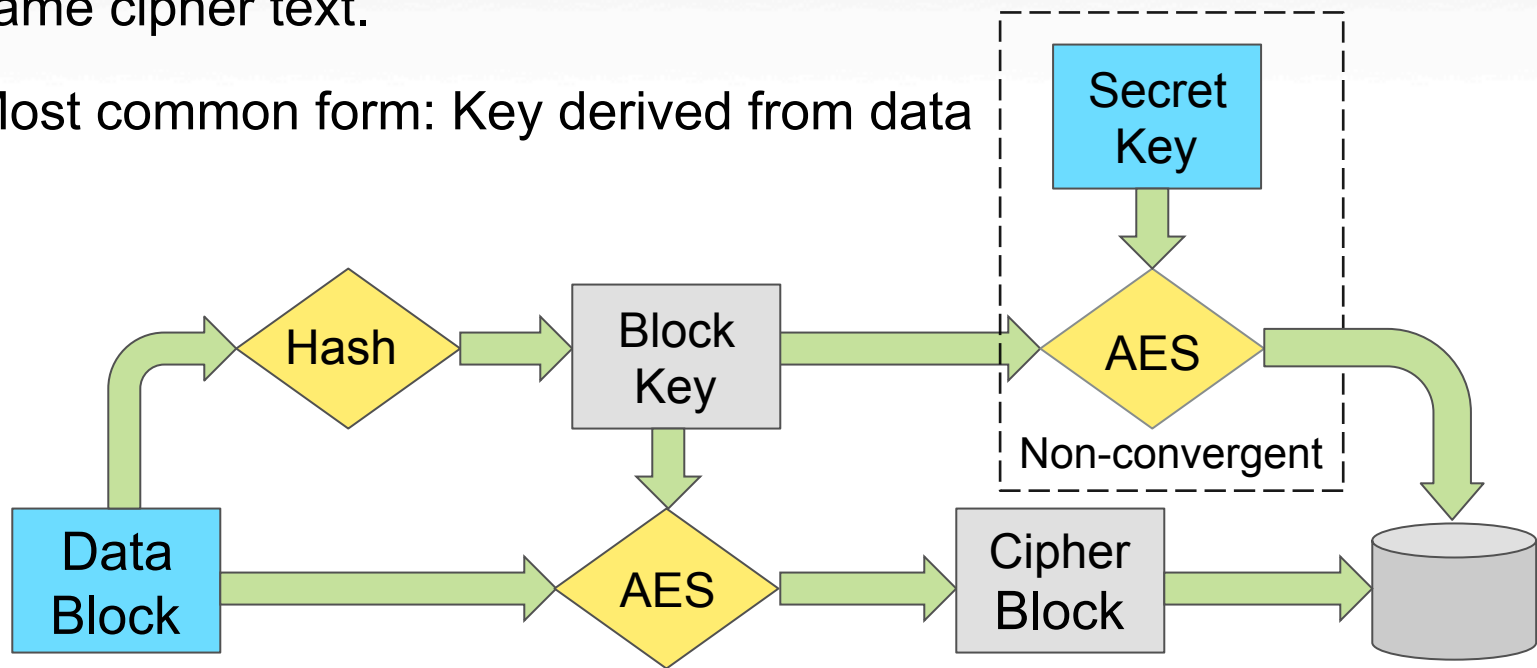 ame cipher text.
Most common form: Key derived from data
Secret
Key
Hash
Block
Key
AES
Non-convergent
Data
Block
AES
Cipher
Block